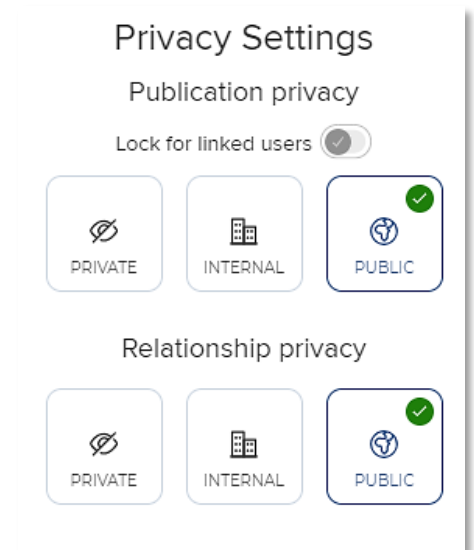 Privacy Settings
Publication privacy
Lock for linked users
PRIVATE INTERNAL PUBLIC
Relationship privacy
PRIVATE INTERNAL PUBLIC